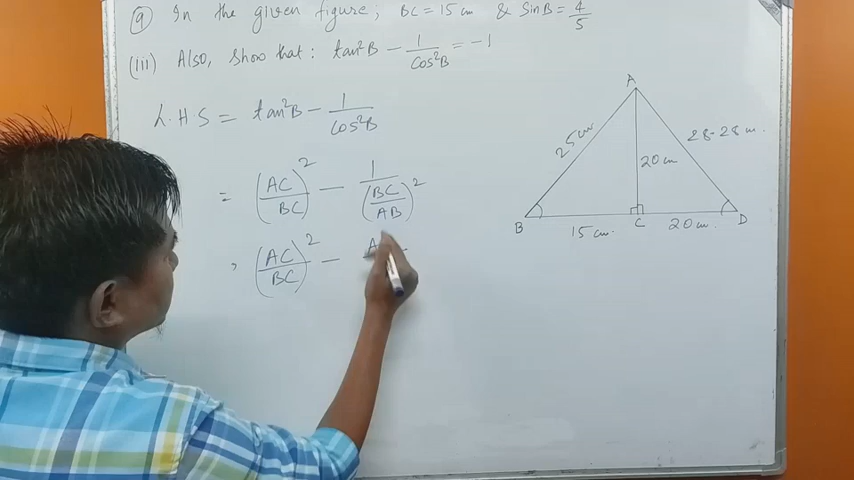 (9) In the given figure; BC = 15 cm & SinB = 4/5
(III) Also, show that: tan²B - 1/Cos²B = -1
L.H S = tan²B - 1/Cos²B
= (AC/BC)² - 1/(BC/AB)²
= (AC/BC)² -
A
25 cm
28-28 cm.
20 cm
B
C
D
15 cm.
20 cm.